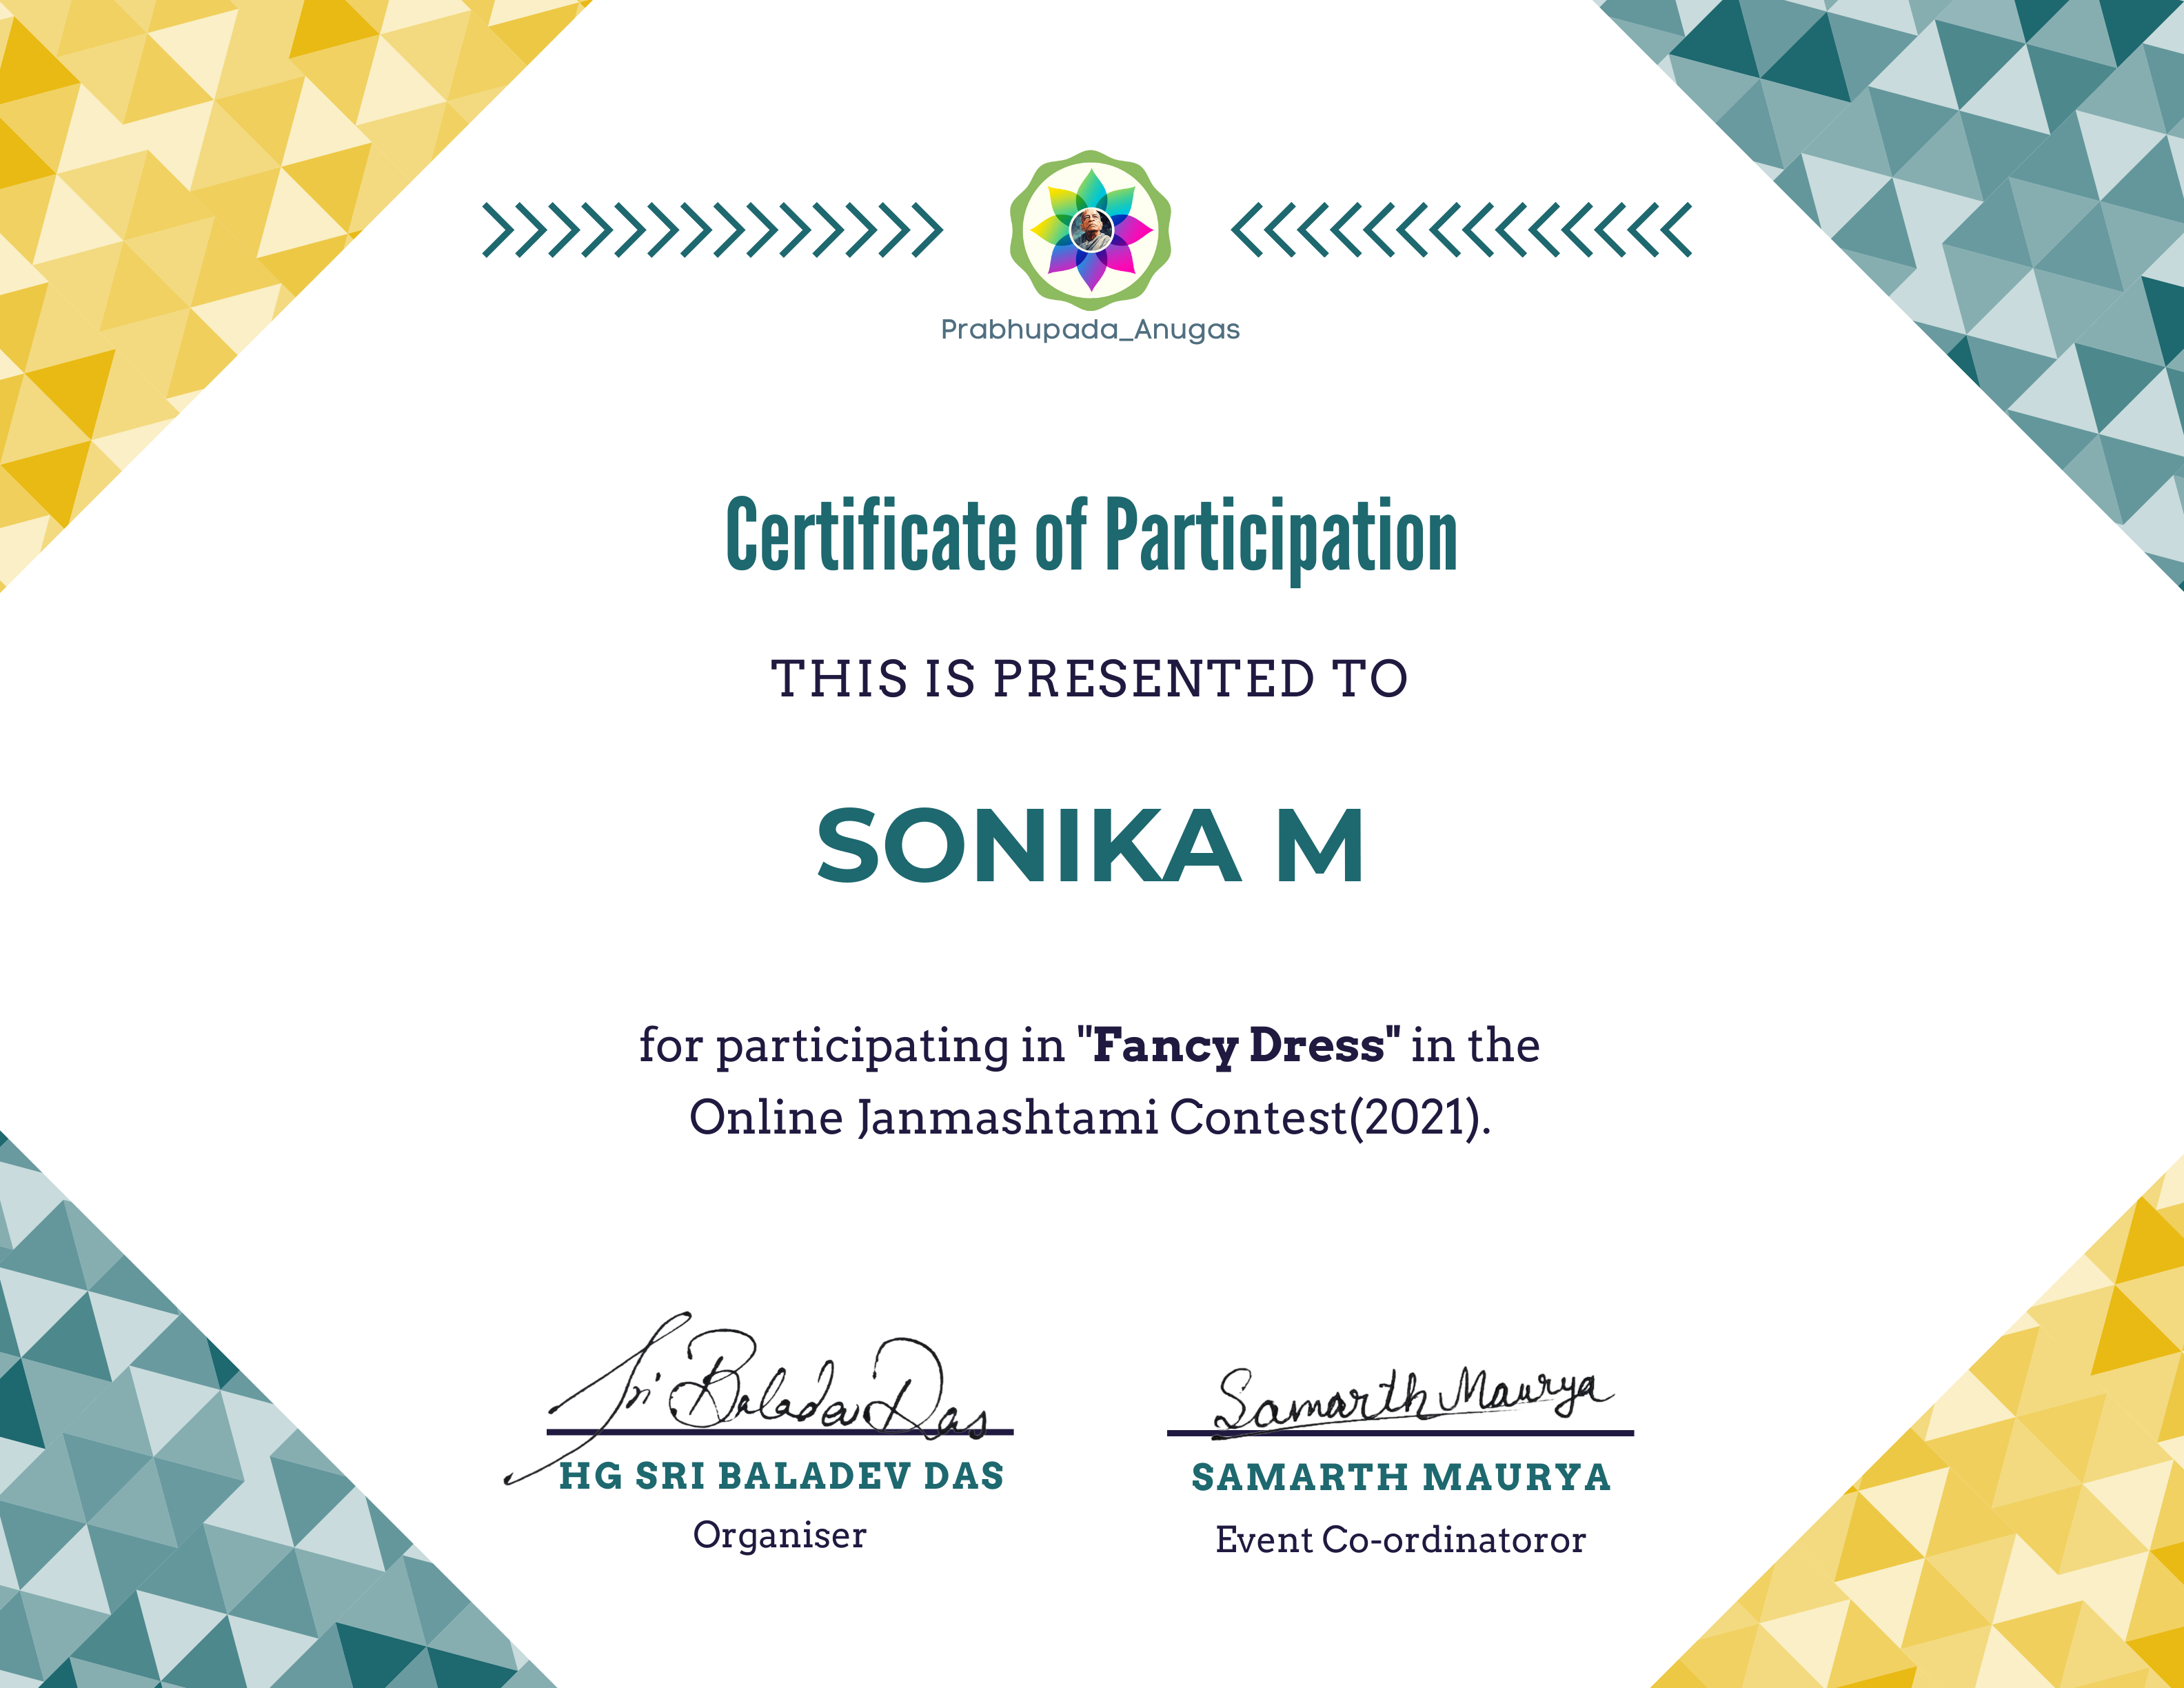 Prabhupada_Anugas
Certificate of Participation
THIS IS PRESENTED TO
SONIKA M
for participating in "Fancy Dress" in the
Online Janmashtami Contest(2021).
Sri Baladev Das
Samarth Maurya
HG SRI BALADEV DAS
SAMARTH MAURYA
Organiser
Event Co-ordinatoror